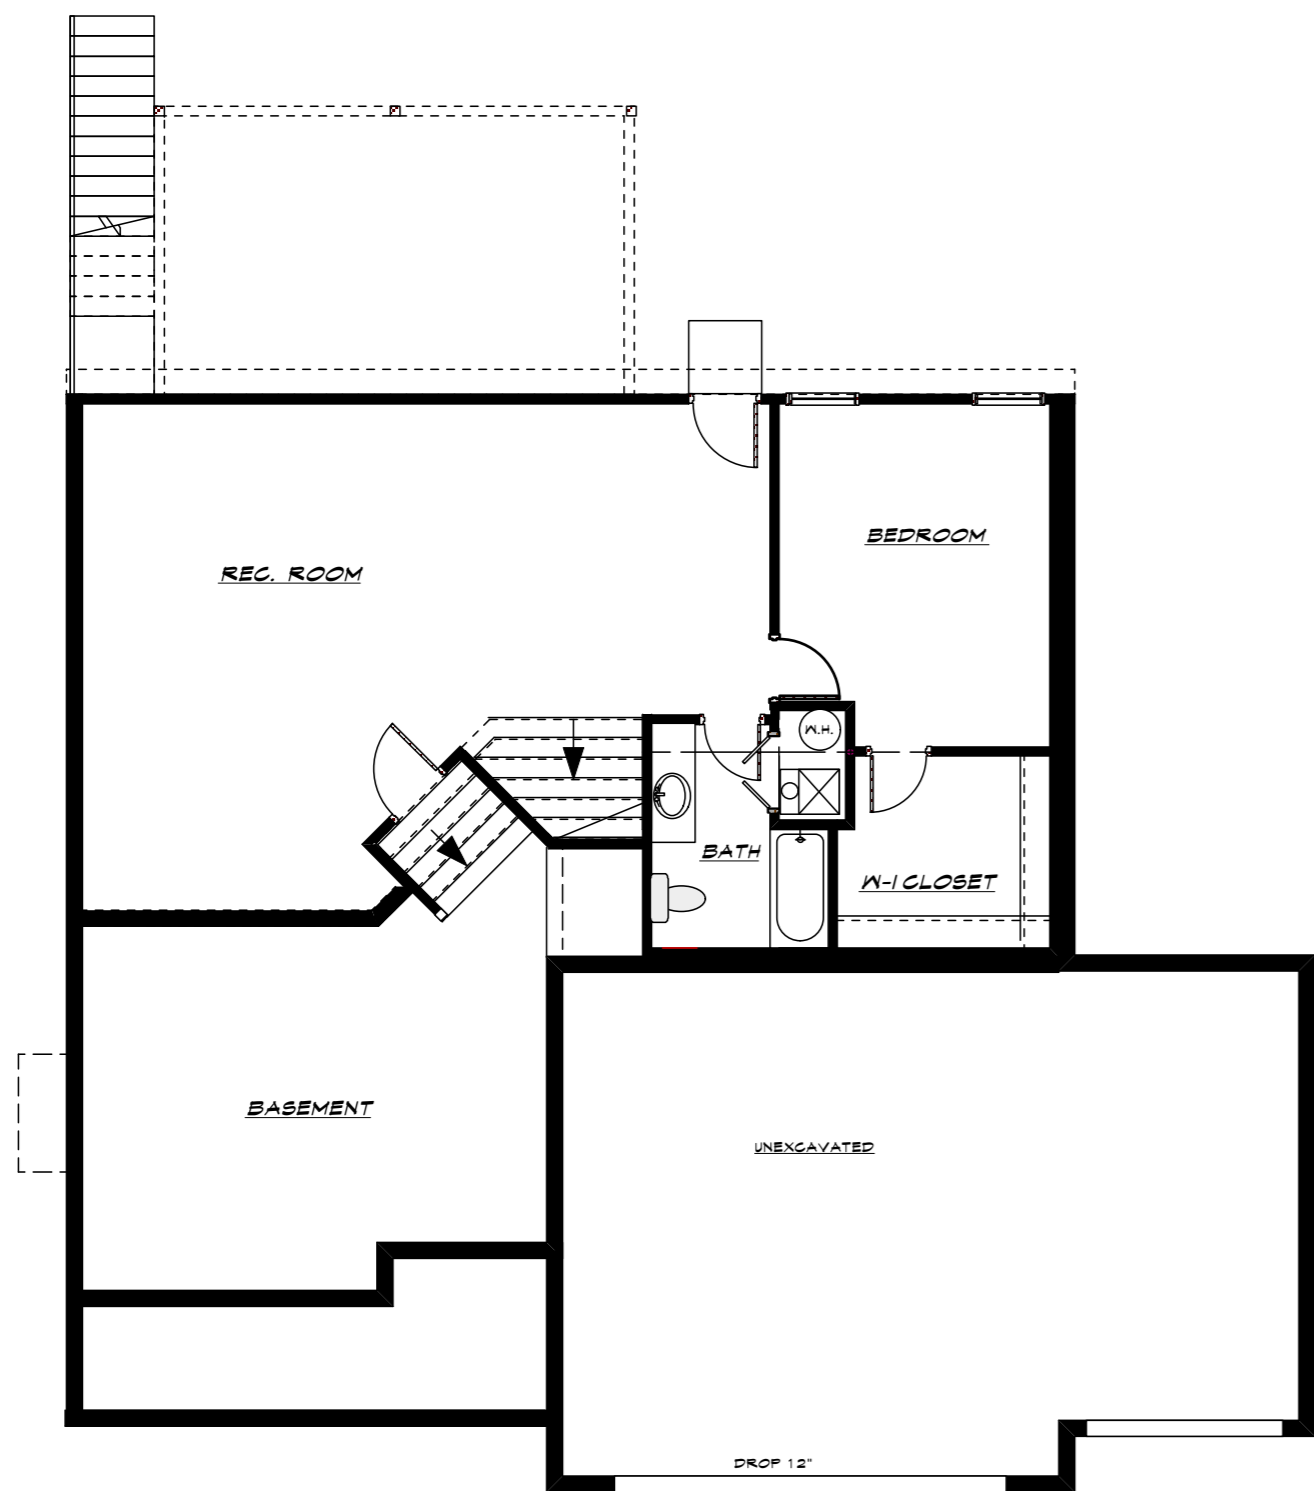 BEDROOM
REC. ROOM
W.H.
BATH
W-I CLOSET
BASEMENT
UNEXCAVATED
DROP 12"